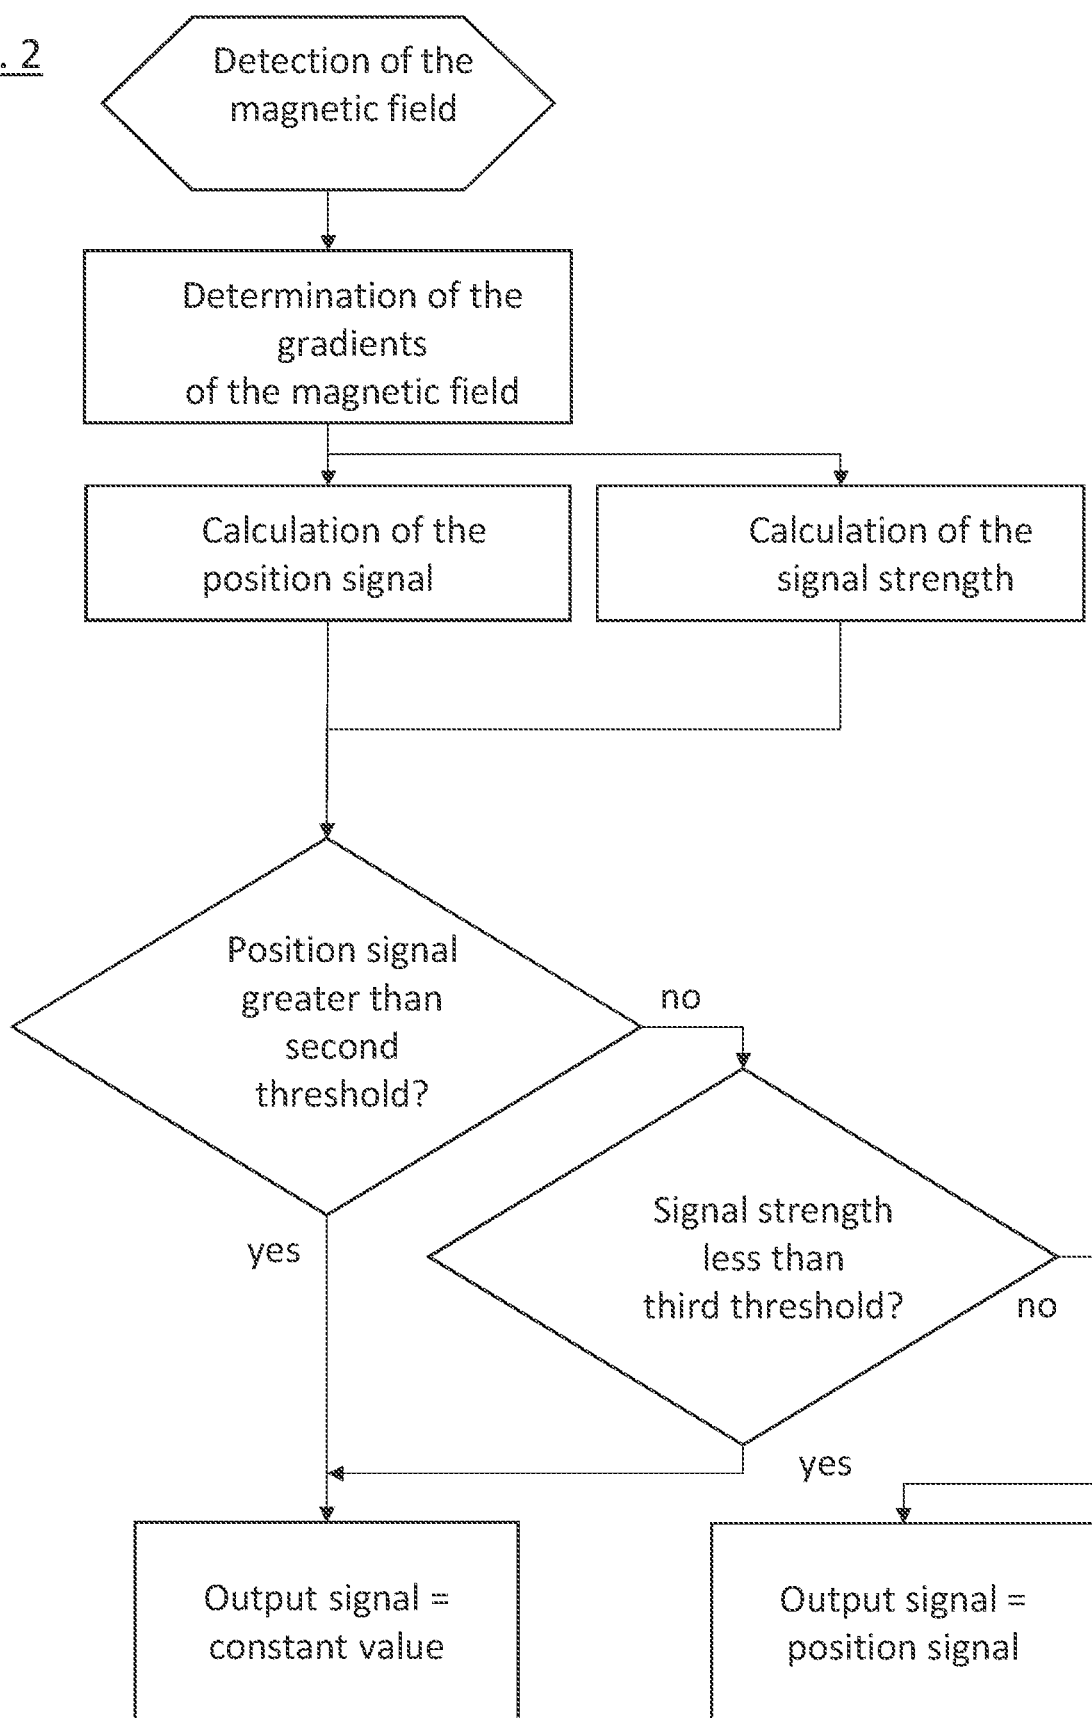 . 2
Detection of the
magnetic field
Determination of the
gradients
of the magnetic field
Calculation of the
position signal
Calculation of the
signal strength
Position signal
greater than
second
threshold?
no
yes
Signal strength
less than
third threshold?
no
yes
Output signal =
constant value
Output signal =
position signal